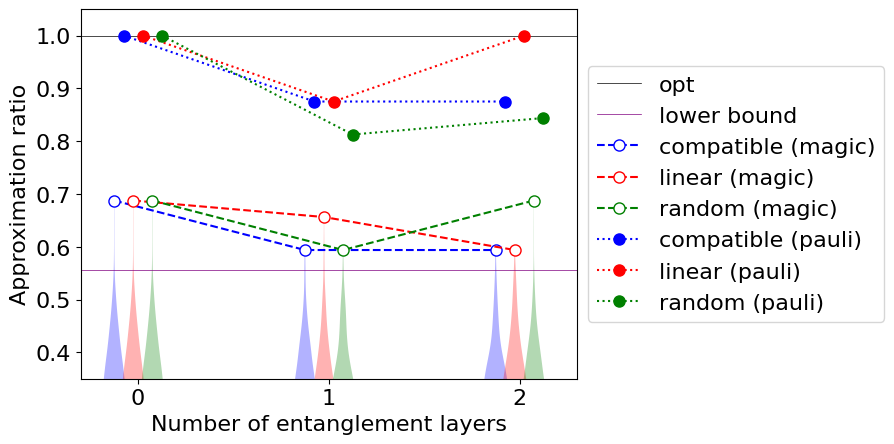 Approximation ratio
1.0
0.9
0.8
0.7
0.6
0.5
0.4
0
1
2
Number of entanglement layers
opt
lower bound
compatible (magic)
linear (magic)
random (magic)
compatible (pauli)
linear (pauli)
random (pauli)